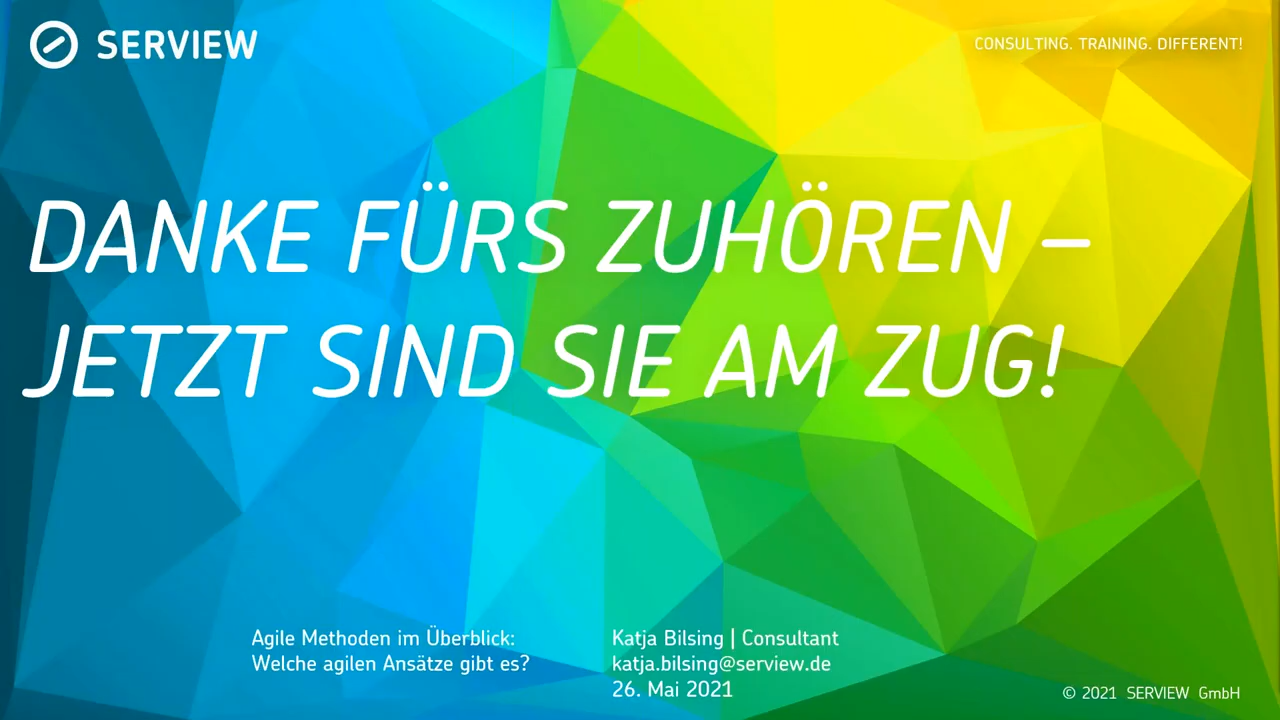 SERVIEW
CONSULTING. TRAINING. DIFFERENT!
DANKE FÜRS ZUHÖREN –
JETZT SIND SIE AM ZUG!
Agile Methoden im Überblick:
Welche agilen Ansätze gibt es?
Katja Bilsing | Consultant
katja.bilsing@serview.de
26. Mai 2021
© 2021 SERVIEW GmbH